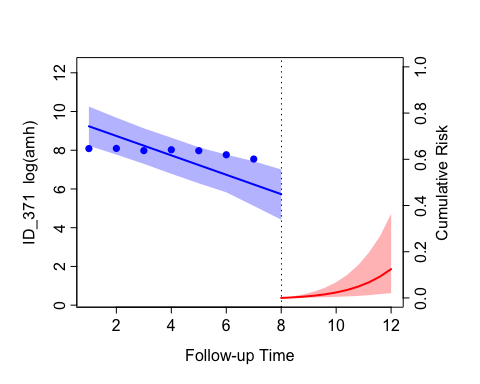 ID_371 log(amh)
0 2 4 6 8 10 12
0.0 0.2 0.4 0.6 0.8 1.0
Cumulative Risk
2 4 6 8 10 12
Follow-up Time